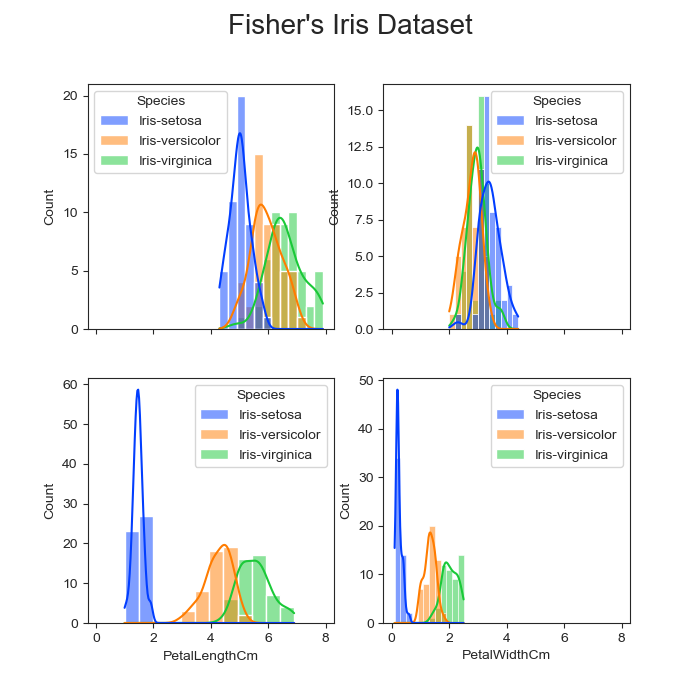 Fisher's Iris Dataset
Species
Iris-setosa
Iris-versicolor
Iris-virginica
Count
20
15
10
5
0
Species
Iris-setosa
Iris-versicolor
Iris-virginica
Count
15.0
12.5
10.0
7.5
5.0
2.5
0.0
Species
Iris-setosa
Iris-versicolor
Iris-virginica
Count
60
50
40
30
20
10
0
0 2 4 6 8
PetalLengthCm
Species
Iris-setosa
Iris-versicolor
Iris-virginica
Count
50
40
30
20
10
0
0 2 4 6 8
PetalWidthCm